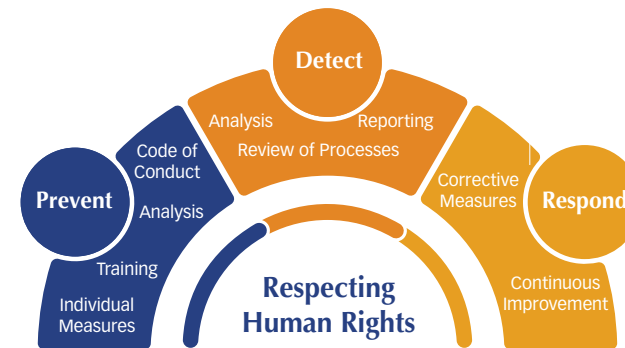 Detect
Analysis
Reporting
Review of Processes
Code of
Conduct
Prevent
Analysis
Training
Individual
Measures
Corrective
Measures
Respond
Continuous
Improvement
Respecting
Human Rights